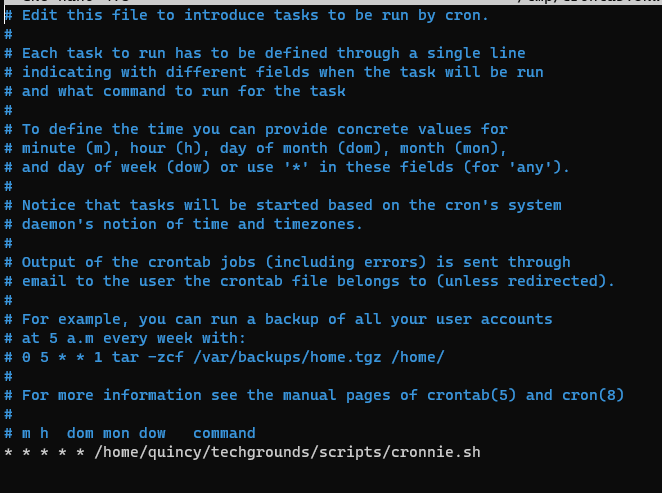 # Edit this file to introduce tasks to be run by cron.
#
# Each task to run has to be defined through a single line
# indicating with different fields when the task will be run
# and what command to run for the task
#
# To define the time you can provide concrete values for
# minute (m), hour (h), day of month (dom), month (mon),
# and day of week (dow) or use '*' in these fields (for 'any').
#
# Notice that tasks will be started based on the cron's system
# daemon's notion of time and timezones.
#
# Output of the crontab jobs (including errors) is sent through
# email to the user the crontab file belongs to (unless redirected).
#
# For example, you can run a backup of all your user accounts
# at 5 a.m every week with:
# 0 5 * * 1 tar -zcf /var/backups/home.tgz /home/
#
# For more information see the manual pages of crontab(5) and cron(8)
#
# m h  dom mon dow   command
* * * * * /home/quincy/techgrounds/scripts/cronnie.sh